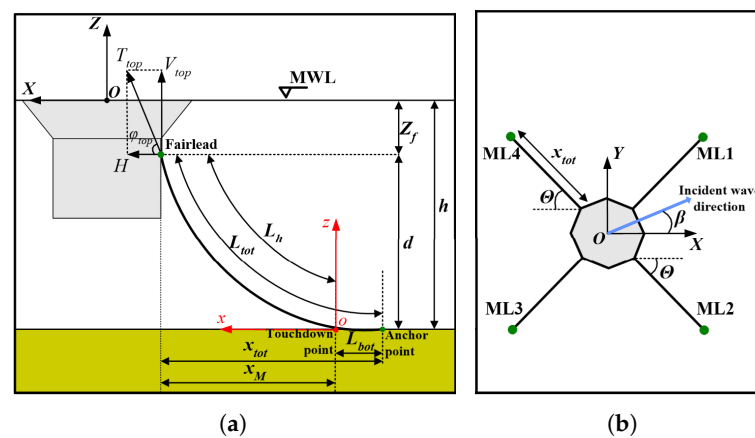 Z
T_top
V_top
MWL
X
O
φ_top
Fairlead
Z_f
H
h
d
L_h
L_tot
z
x
O
Touchdown
point
Anchor
point
L_bot
x_tot
x_M
(a)
ML4
x_tot
ML1
Y
Θ
Incident wave
direction
β
O
X
Θ
ML3
ML2
(b)